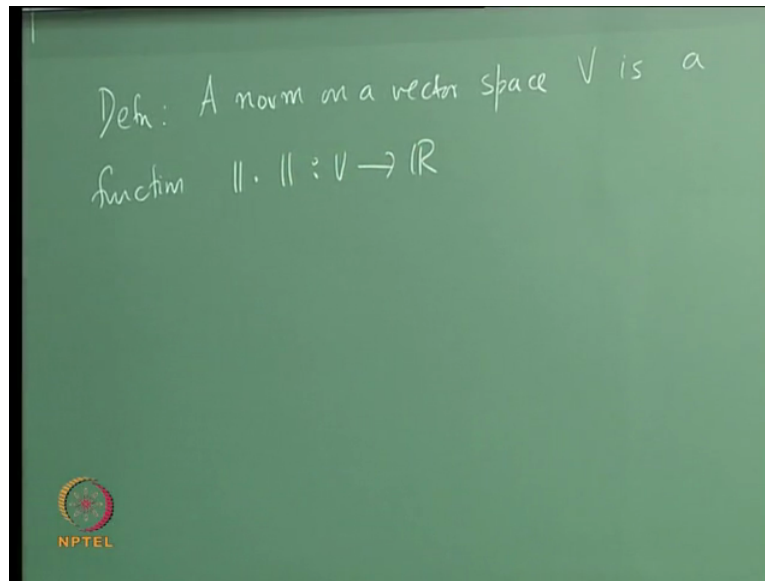 Defn: A norm on a vector space V is a
function || . || : V → ℝ
NPTEL